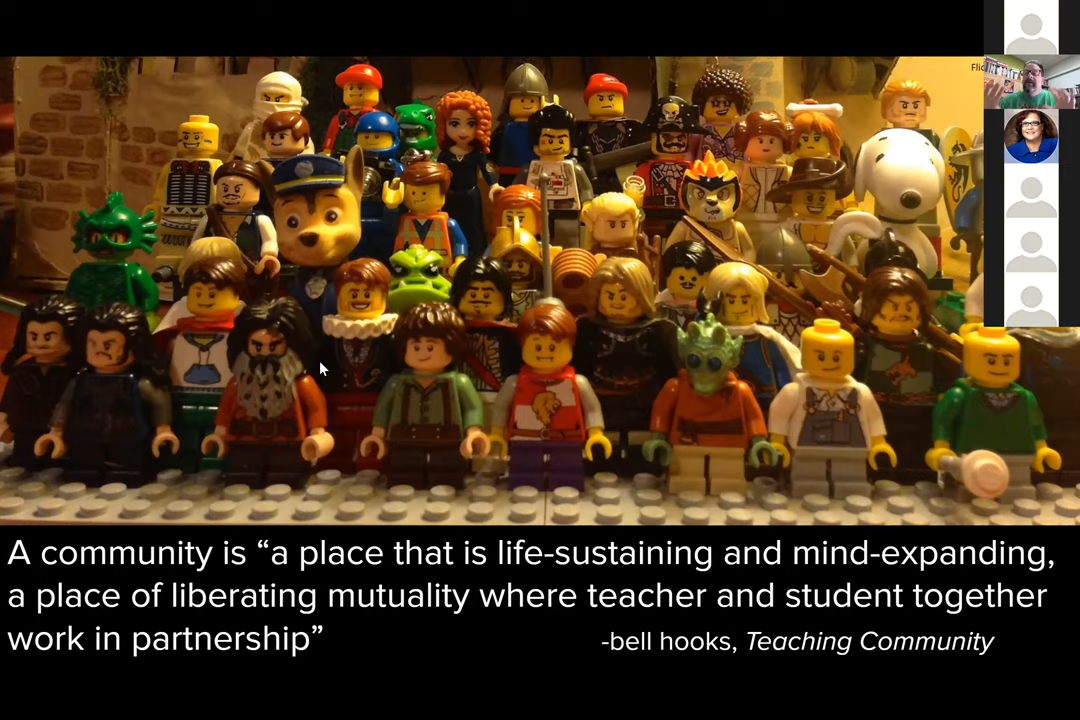 Flic
A community is “a place that is life-sustaining and mind-expanding,
a place of liberating mutuality where teacher and student together
work in partnership”
-bell hooks, Teaching Community